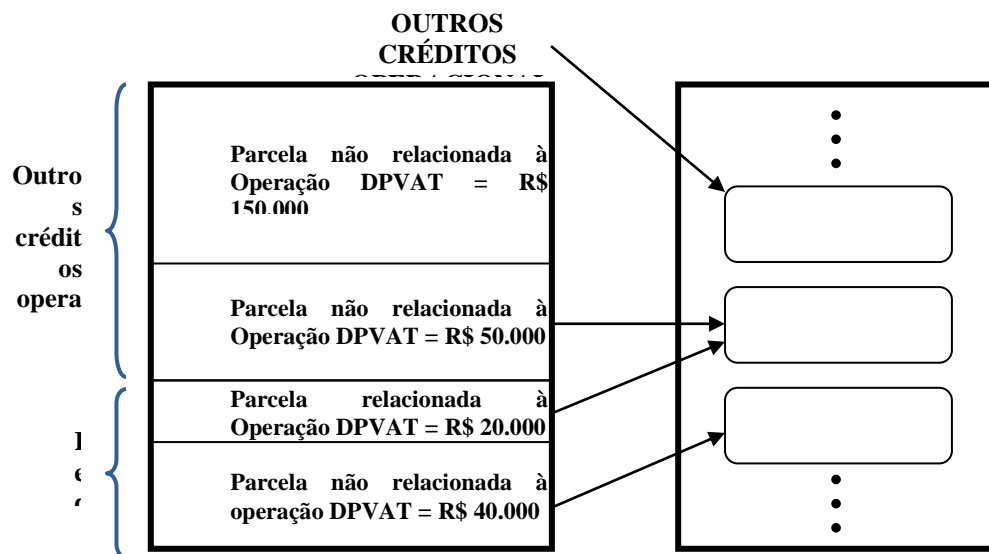 OUTROS
CRÉDITOS
Outro
s
crédit
os
opera
Parcela não relacionada à
Operação DPVAT = R$
150.000
Parcela não relacionada à
Operação DPVAT = R$ 50.000
Parcela relacionada à
Operação DPVAT = R$ 20.000
Parcela não relacionada à
operação DPVAT = R$ 40.000
e